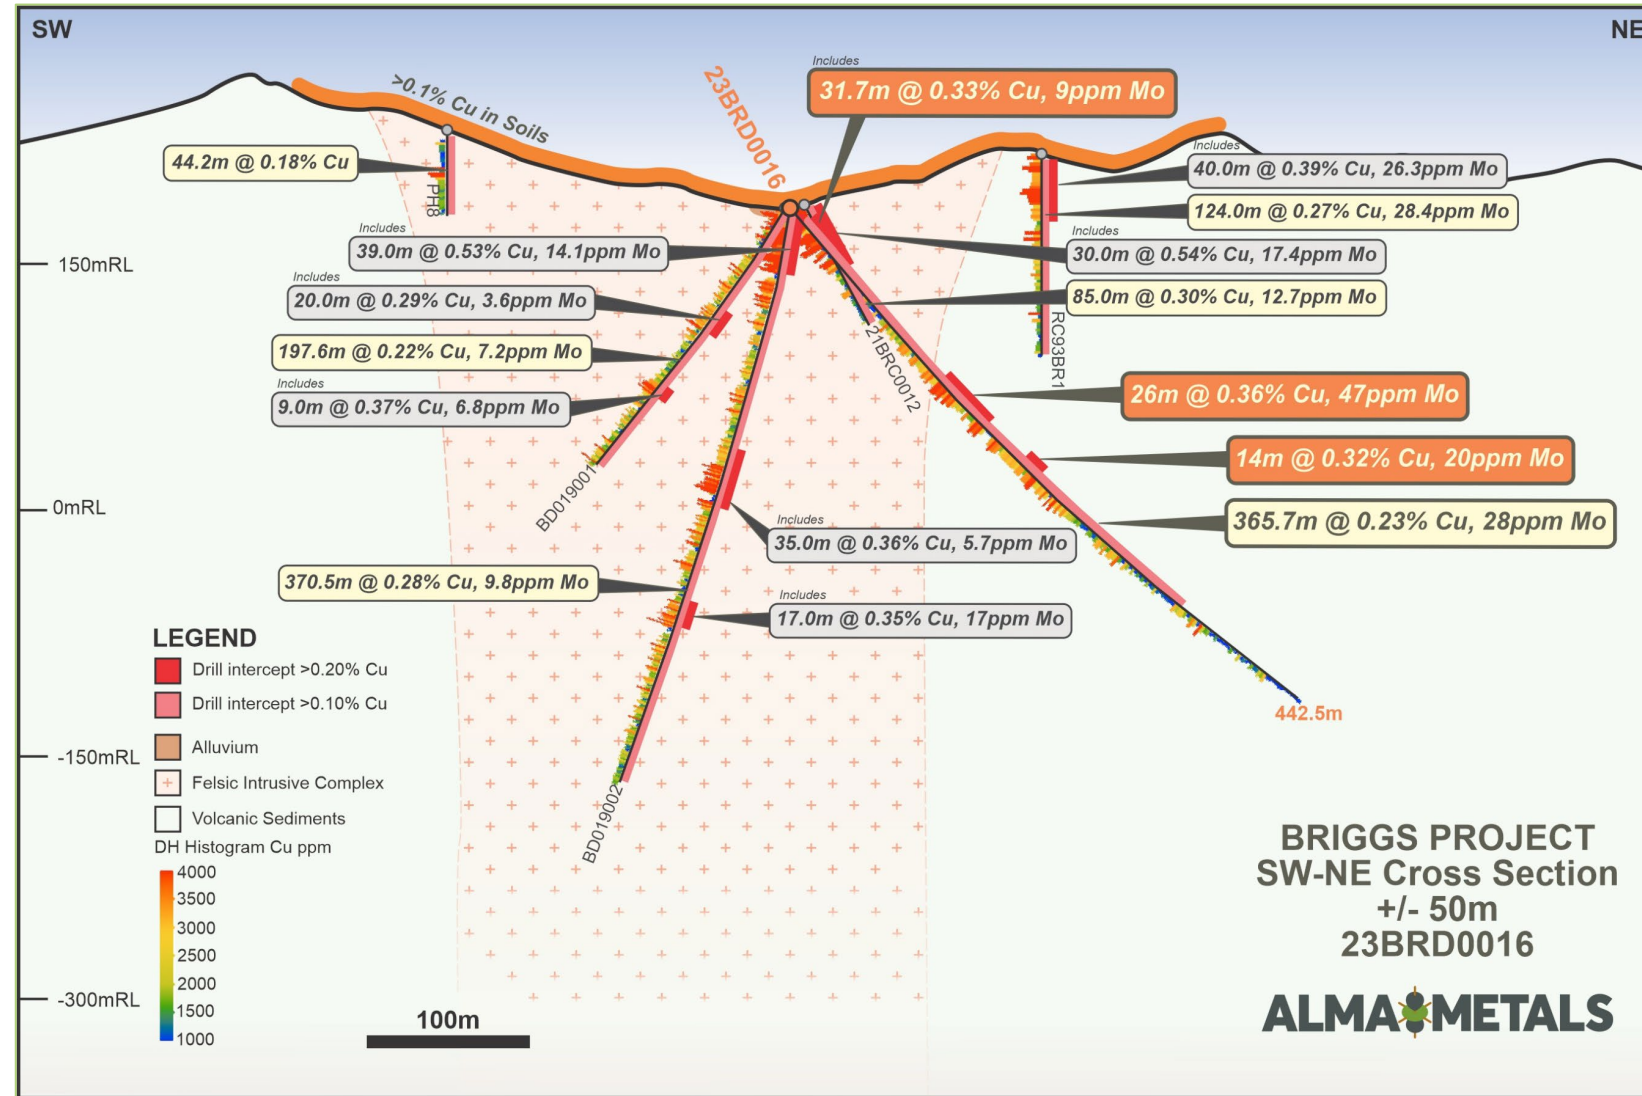 SW
NE
>0.1% Cu in Soils
23BRD0016
Includes
31.7m @ 0.33% Cu, 9ppm Mo
44.2m @ 0.18% Cu
PH8
Includes
40.0m @ 0.39% Cu, 26.3ppm Mo
124.0m @ 0.27% Cu, 28.4ppm Mo
Includes
39.0m @ 0.53% Cu, 14.1ppm Mo
Includes
30.0m @ 0.54% Cu, 17.4ppm Mo
150mRL
Includes
20.0m @ 0.29% Cu, 3.6ppm Mo
85.0m @ 0.30% Cu, 12.7ppm Mo
RC93BR1
21BRC0012
197.6m @ 0.22% Cu, 7.2ppm Mo
Includes
9.0m @ 0.37% Cu, 6.8ppm Mo
26m @ 0.36% Cu, 47ppm Mo
14m @ 0.32% Cu, 20ppm Mo
BD019001
0mRL
365.7m @ 0.23% Cu, 28ppm Mo
Includes
35.0m @ 0.36% Cu, 5.7ppm Mo
370.5m @ 0.28% Cu, 9.8ppm Mo
Includes
17.0m @ 0.35% Cu, 17ppm Mo
442.5m
BD019002
-150mRL
-300mRL
LEGEND
Drill intercept >0.20% Cu
Drill intercept >0.10% Cu
Alluvium
Felsic Intrusive Complex
Volcanic Sediments
DH Histogram Cu ppm
4000
3500
3000
2500
2000
1500
1000
100m
BRIGGS PROJECT
SW-NE Cross Section
+/- 50m
23BRD0016
ALMA METALS